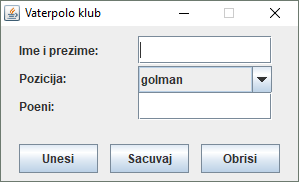 Vaterpolo klub
Ime i prezime:
Pozicija: golman
Poeni:
Unesi Sacuvaj Obrisi